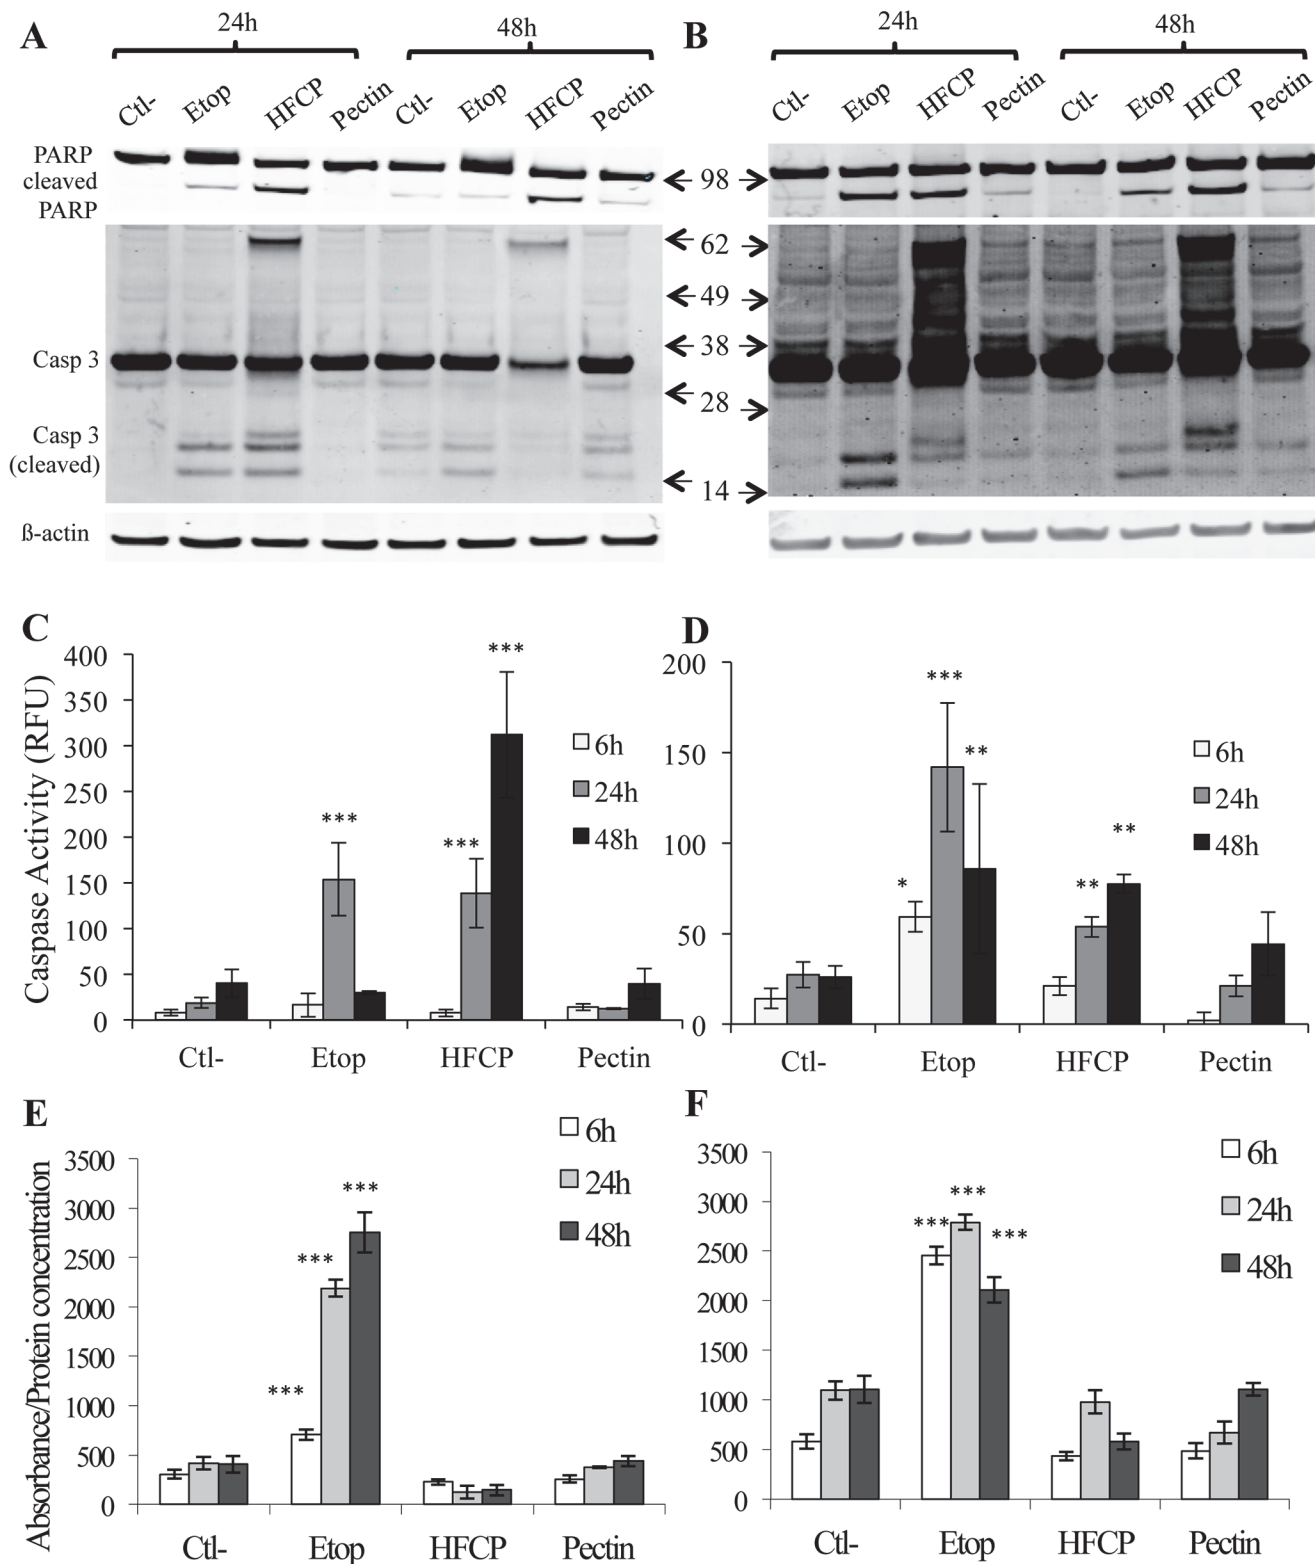 A
24h
48h
Ctl-
Etop
HFCP
Pectin
Ctl-
Etop
HFCP
Pectin
B
24h
48h
Ctl-
Etop
HFCP
Pectin
Ctl-
Etop
HFCP
Pectin
PARP
cleaved
PARP
98
62
49
Casp 3
38
28
Casp 3
(cleaved)
14
ß-actin
C
Caspase Activity (RFU)
400
350
300
250
200
150
100
50
0
***
***
***
6h
24h
48h
Ctl-
Etop
HFCP
Pectin
D
200
150
100
50
0
*
***
**
**
**
6h
24h
48h
Ctl-
Etop
HFCP
Pectin
E
Absorbance/Protein concentration
3500
3000
2500
2000
1500
1000
500
0
***
***
***
6h
24h
48h
Ctl-
Etop
HFCP
Pectin
F
3500
3000
2500
2000
1500
1000
500
0
***
***
***
6h
24h
48h
Ctl-
Etop
HFCP
Pectin